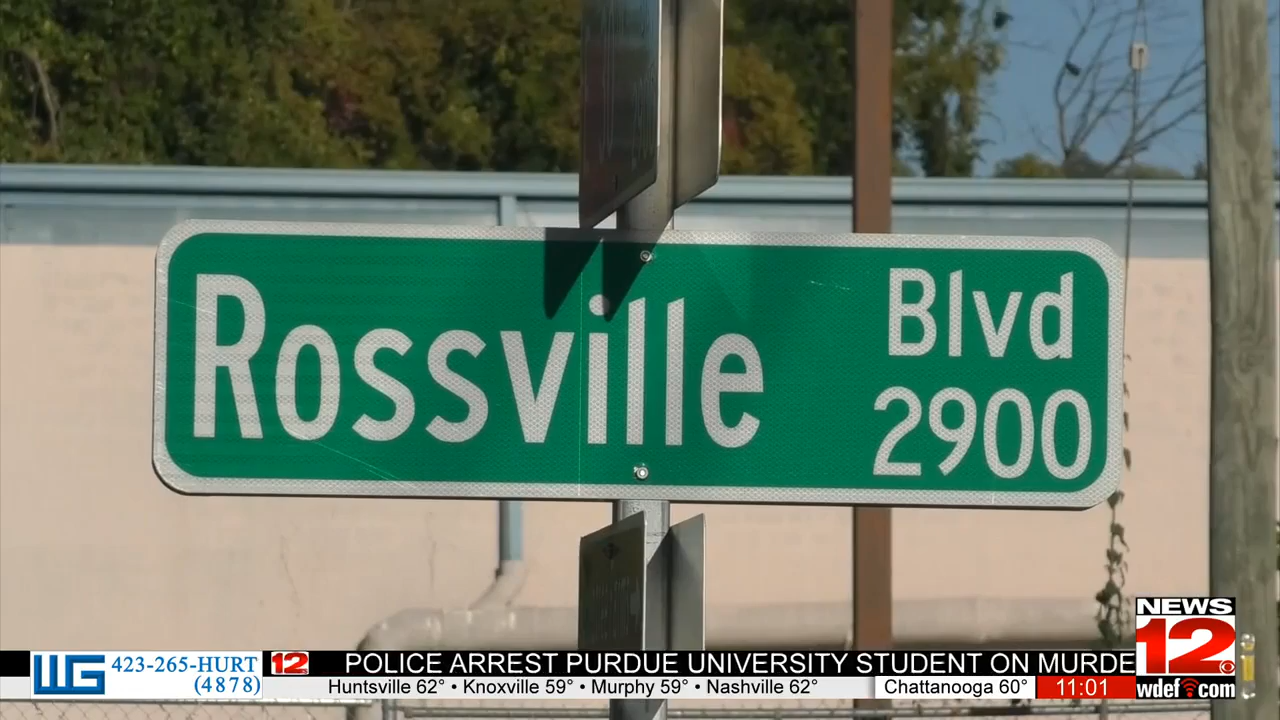 Rossville
Blvd
2900
NEWS
12
wdef.com
WG 423-265-HURT
(4878)
12 POLICE ARREST PURDUE UNIVERSITY STUDENT ON MURDE
Huntsville 62° • Knoxville 59° • Murphy 59° • Nashville 62°
Chattanooga 60° 11:01